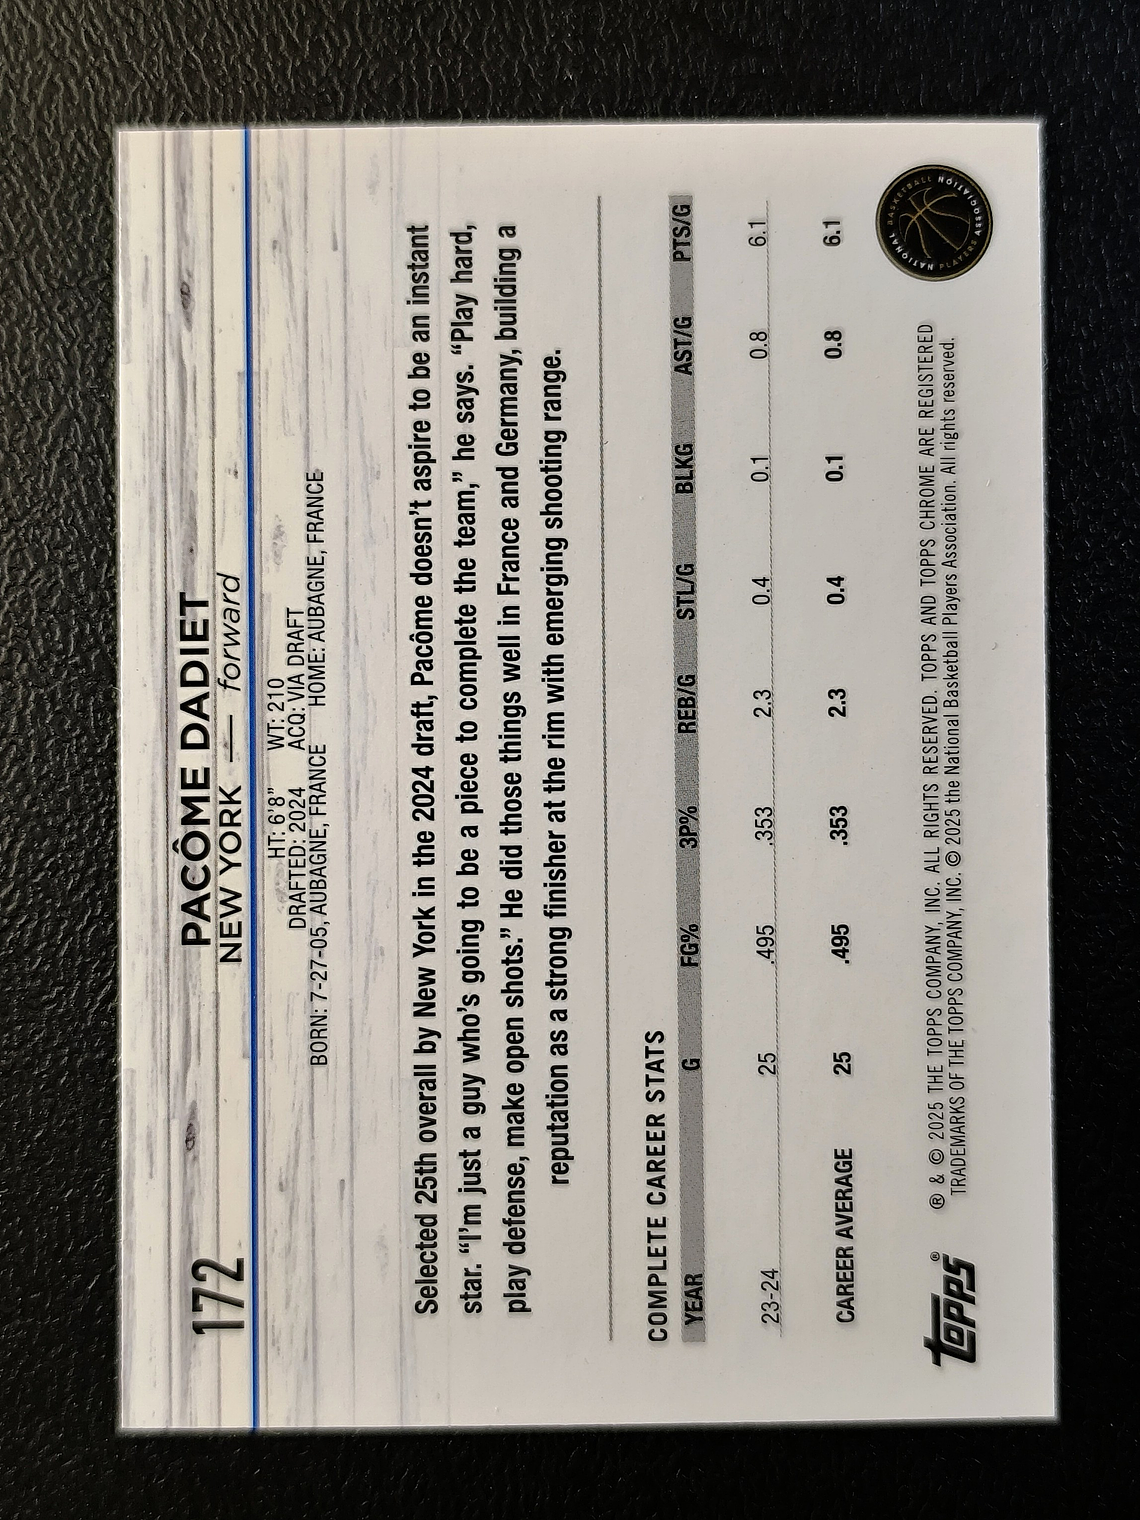 172
PACÔME DADIET
NEW YORK — forward
HT: 6'8" WT: 210
DRAFTED: 2024 ACQ: VIA DRAFT
BORN: 7-27-05, AUBAGNE, FRANCE HOME: AUBAGNE, FRANCE
Selected 25th overall by New York in the 2024 draft, Pacôme doesn't aspire to be an instant
star. “I'm just a guy who's going to be a piece to complete the team,” he says. “Play hard,
play defense, make open shots.” He did those things well in France and Germany, building a
reputation as a strong finisher at the rim with emerging shooting range.
COMPLETE CAREER STATS
YEAR G FG% 3P% REB/G STL/G BLKG AST/G PTS/G
23-24 25 .495 .353 2.3 0.4 0.1 0.8 6.1
CAREER AVERAGE 25 .495 .353 2.3 0.4 0.1 0.8 6.1
topps®
® & © 2025 THE TOPPS COMPANY, INC. ALL RIGHTS RESERVED. TOPPS AND TOPPS CHROME ARE REGISTERED
TRADEMARKS OF THE TOPPS COMPANY, INC. © 2025 the National Basketball Players Association. All rights reserved.
NATIONAL BASKETBALL PLAYERS ASSOCIATION